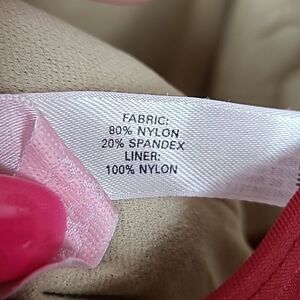 FABRIC:
80% NYLON
20% SPANDEX
LINER:
100% NYLON